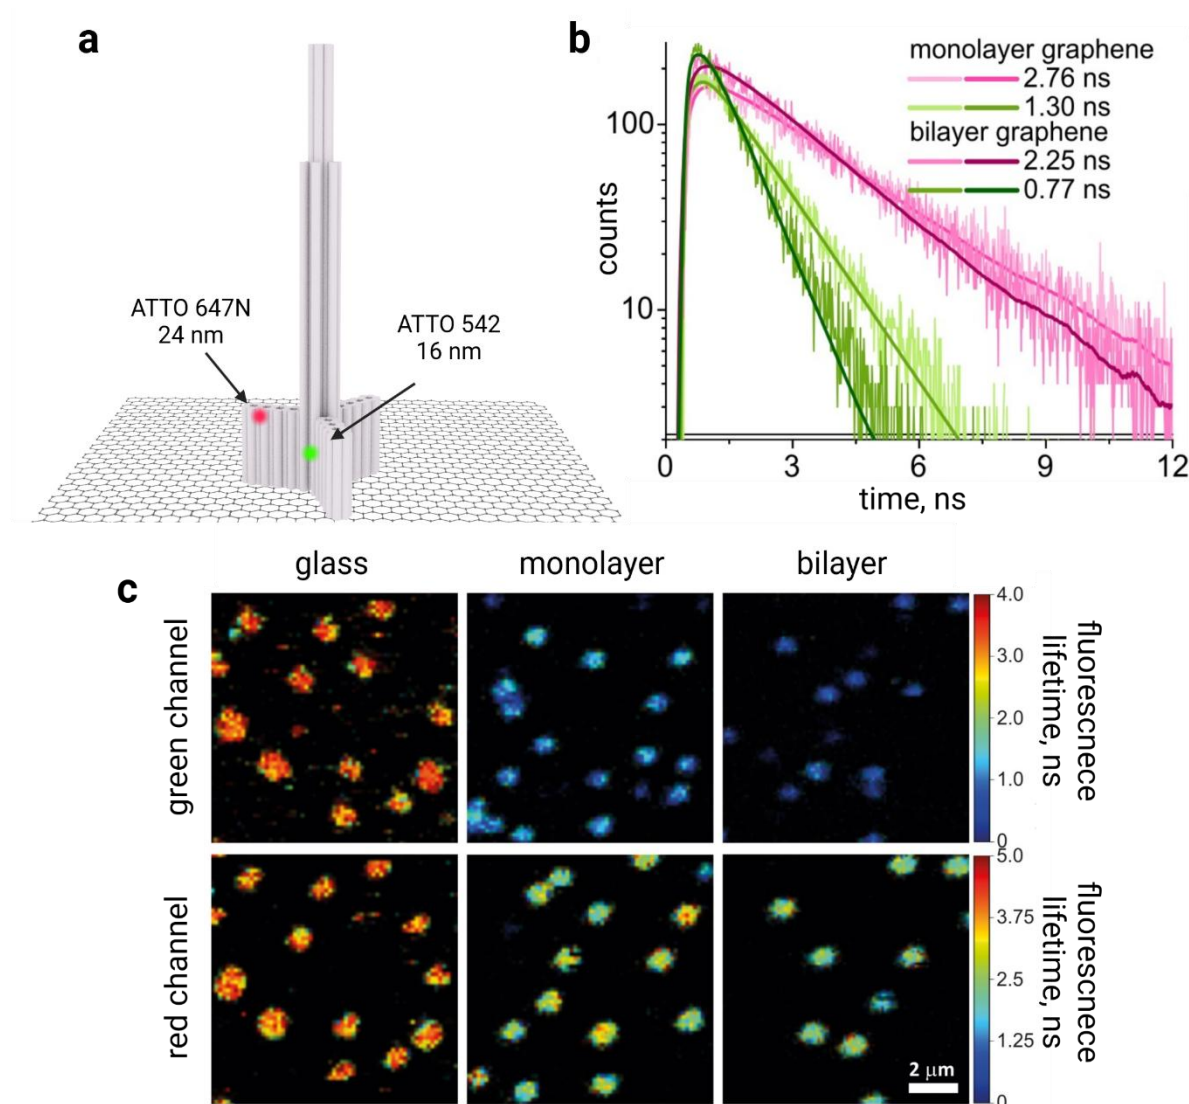 a
ATTO 647N
24 nm
ATTO 542
16 nm
b
monolayer graphene
2.76 ns
1.30 ns
bilayer graphene
2.25 ns
0.77 ns
100
10
counts
0
3
6
9
12
time, ns
c
glass
monolayer
bilayer
green channel
4.0
3.0
2.0
1.0
0
fluorescnece
lifetime, ns
red channel
5.0
3.75
2.5
1.25
0
fluorescnece
lifetime, ns
2 μm